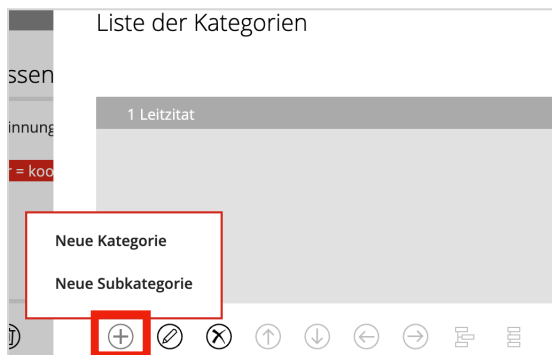 Liste der Kategorien
ssen
1 Leitzitat
innung
r = koo
Neue Kategorie
Neue Subkategorie